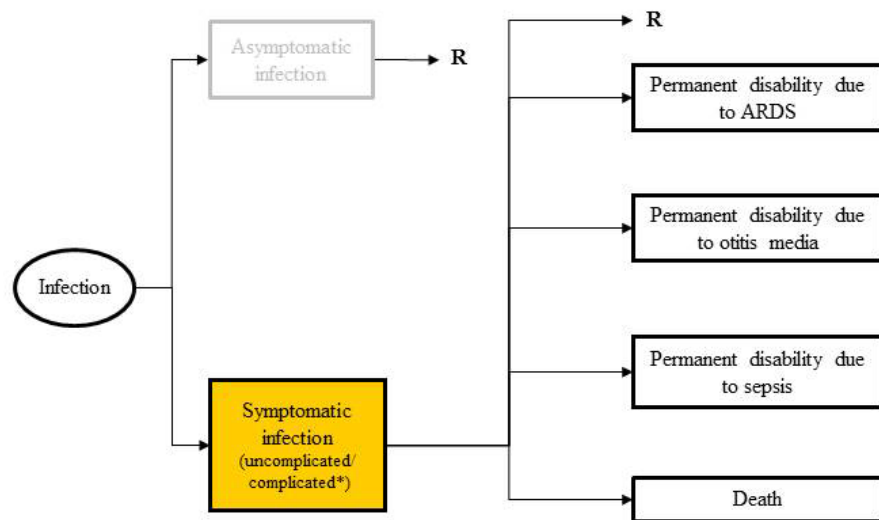 Asymptomatic
infection
R
R
Permanent disability due
to ARDS
Permanent disability due
to otitis media
Infection
Permanent disability due
to sepsis
Symptomatic
infection
(uncomplicated/
complicated*)
Death